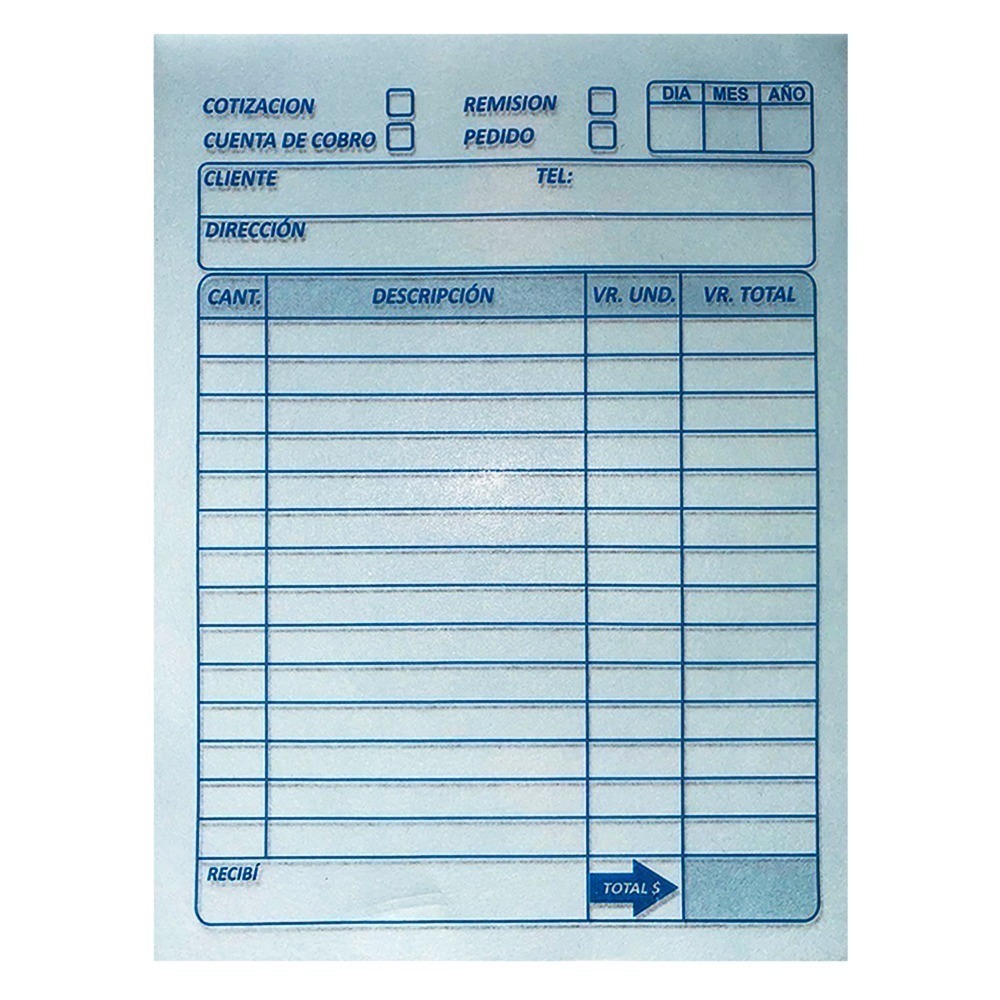 COTIZACION REMISION DIA MES AÑO
CUENTA DE COBRO PEDIDO
CLIENTE TEL:
DIRECCIÓN
CANT. DESCRIPCIÓN VR. UND. VR. TOTAL
RECIBÍ TOTAL $